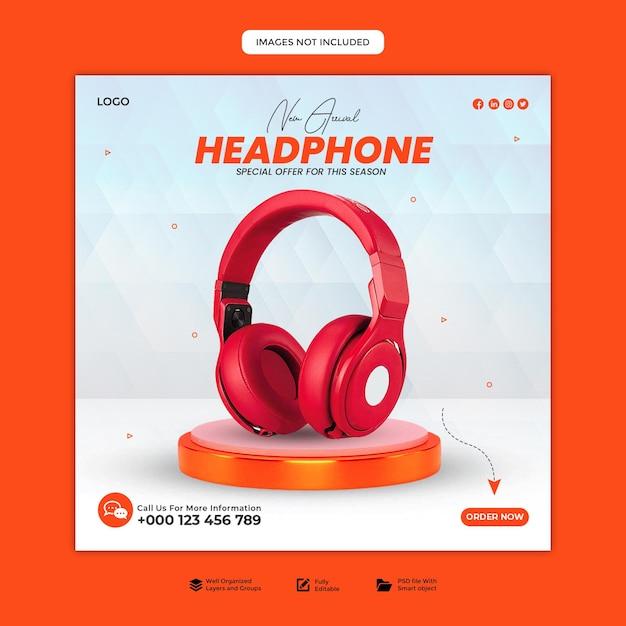 IMAGES NOT INCLUDED
LOGO
New Arrival
HEADPHONE
SPECIAL OFFER FOR THIS SEASON
Call Us For More Information
+000 123 456 789
ORDER NOW
Well Organized
Layers and Groups
Fully
Editable
PSD file With
Smart object